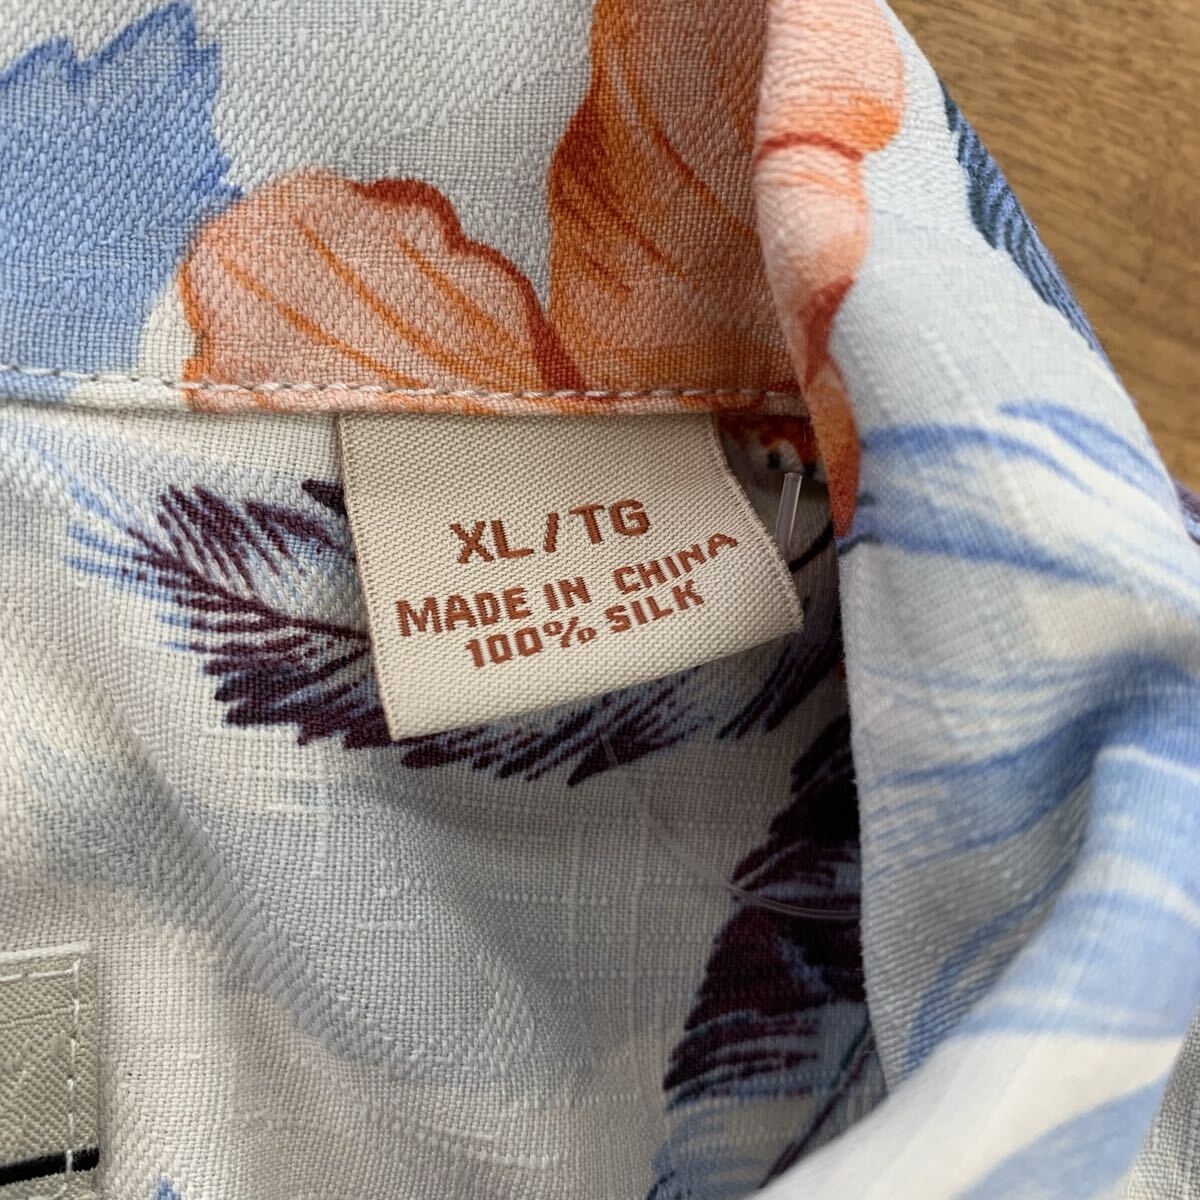 XL/TG
MADE IN CHINA
100% SILK